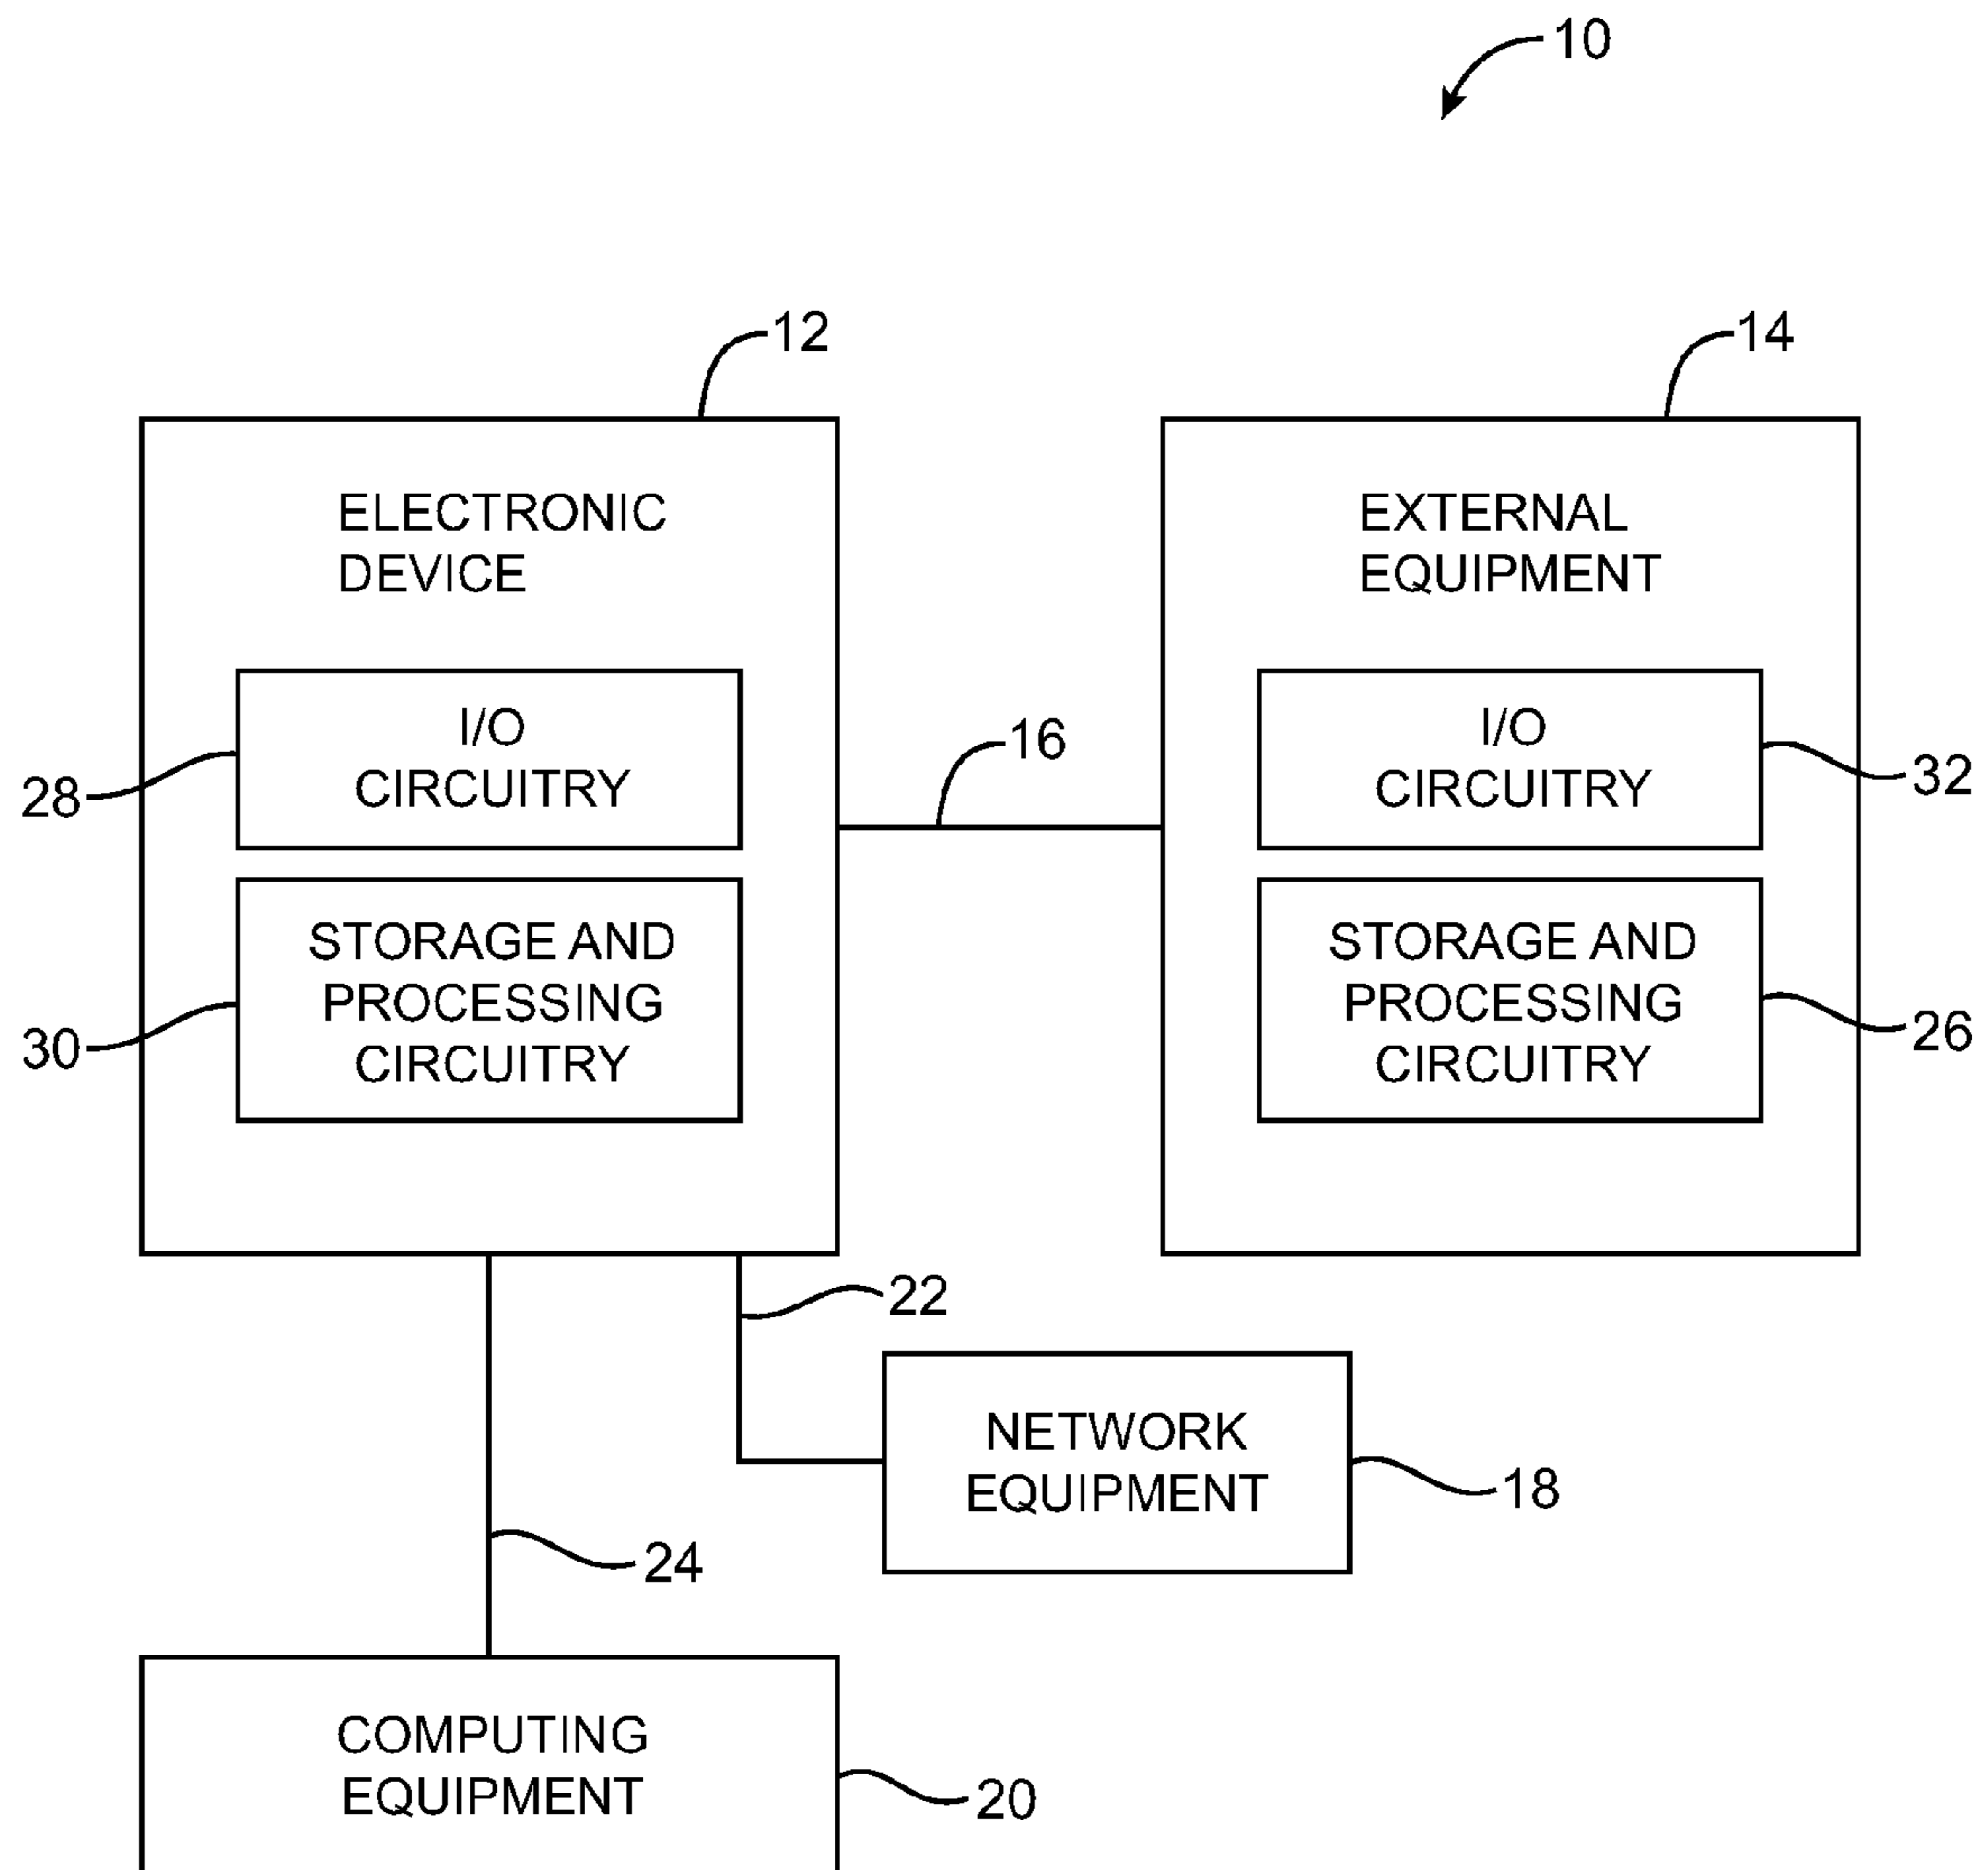 10
12
14
ELECTRONIC
DEVICE
EXTERNAL
EQUIPMENT
I/O
CIRCUITRY
28
16
I/O
CIRCUITRY
32
STORAGE AND
PROCESSING
CIRCUITRY
30
STORAGE AND
PROCESSING
CIRCUITRY
26
22
NETWORK
EQUIPMENT
18
24
COMPUTING
EQUIPMENT
20